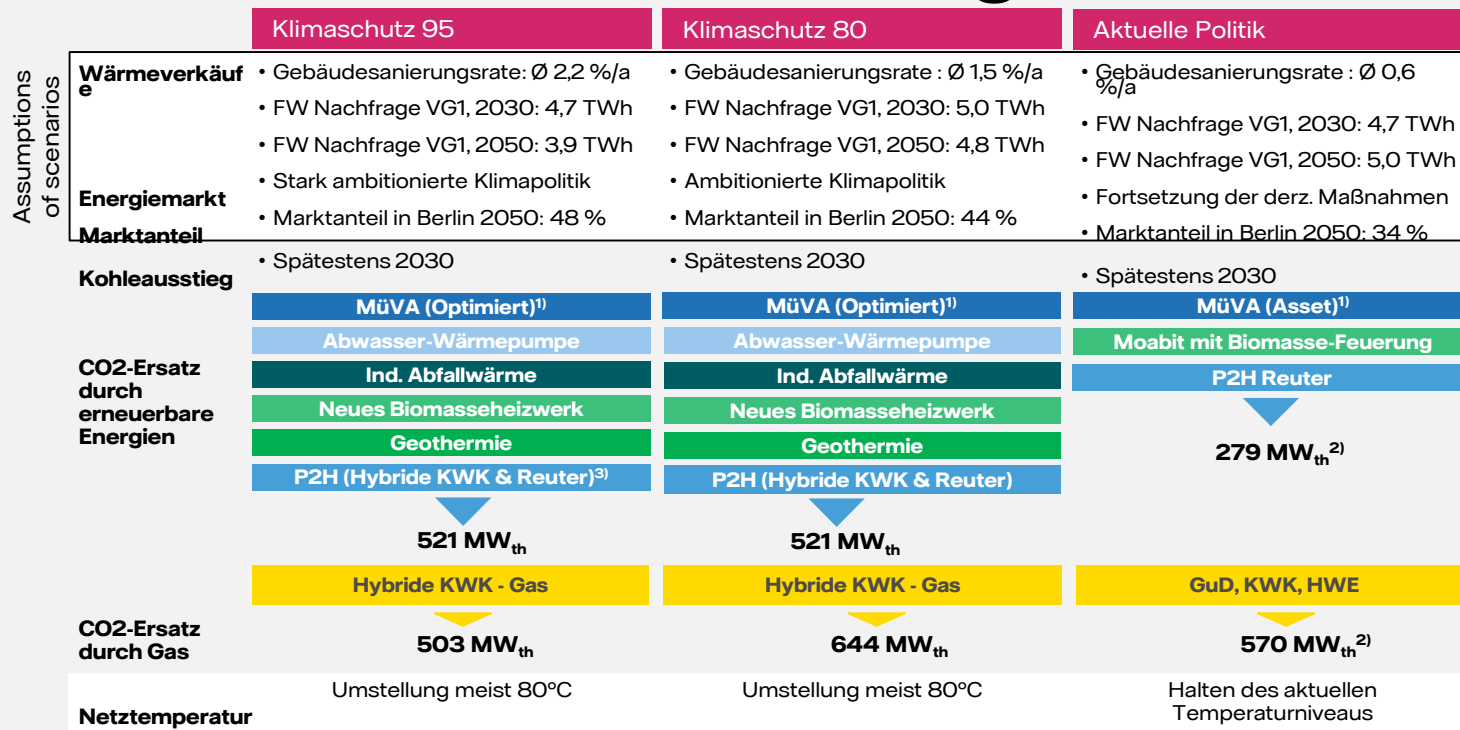 Klimaschutz 95
Klimaschutz 80
Aktuelle Politik
Assumptions
of scenarios
Wärmeverkäuf
e
• Gebäudesanierungsrate: Ø 2,2 %/a
• FW Nachfrage VG1, 2030: 4,7 TWh
• FW Nachfrage VG1, 2050: 3,9 TWh
• Gebäudesanierungsrate : Ø 1,5 %/a
• FW Nachfrage VG1, 2030: 5,0 TWh
• FW Nachfrage VG1, 2050: 4,8 TWh
• Gebäudesanierungsrate : Ø 0,6
%/a
• FW Nachfrage VG1, 2030: 4,7 TWh
• FW Nachfrage VG1, 2050: 5,0 TWh
Energiemarkt
• Stark ambitionierte Klimapolitik
• Ambitionierte Klimapolitik
• Fortsetzung der derz. Maßnahmen
Marktanteil
• Marktanteil in Berlin 2050: 48 %
• Marktanteil in Berlin 2050: 44 %
• Marktanteil in Berlin 2050: 34 %
Kohleausstieg
• Spätestens 2030
• Spätestens 2030
• Spätestens 2030
CO2-Ersatz
durch
erneuerbare
Energien
MüVA (Optimiert)1)
Abwasser-Wärmepumpe
Ind. Abfallwärme
Neues Biomasseheizwerk
Geothermie
P2H (Hybride KWK & Reuter)3)
521 MWth
MüVA (Optimiert)1)
Abwasser-Wärmepumpe
Ind. Abfallwärme
Neues Biomasseheizwerk
Geothermie
P2H (Hybride KWK & Reuter)
521 MWth
MüVA (Asset)1)
Moabit mit Biomasse-Feuerung
P2H Reuter
279 MWth2)
CO2-Ersatz
durch Gas
Hybride KWK - Gas
503 MWth
Hybride KWK - Gas
644 MWth
GuD, KWK, HWE
570 MWth2)
Netztemperatur
Umstellung meist 80°C
Umstellung meist 80°C
Halten des aktuellen
Temperaturniveaus